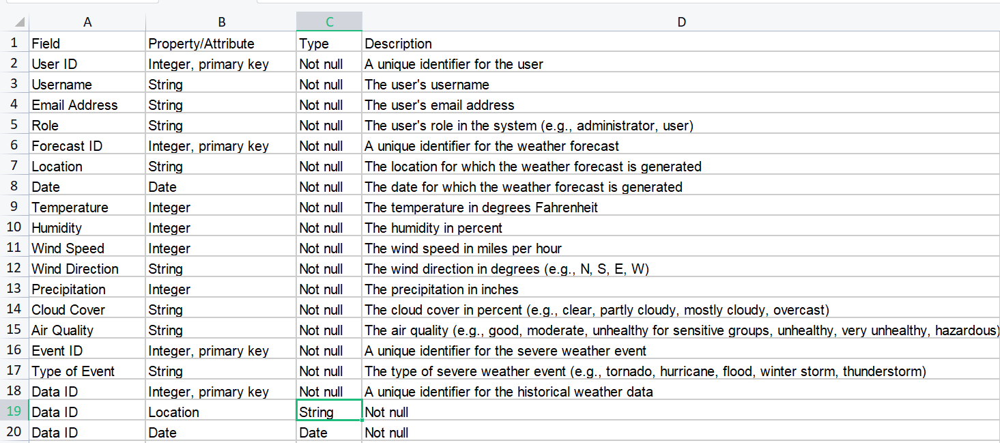 A B C D
1 Field Property/Attribute Type Description
2 User ID Integer, primary key Not null A unique identifier for the user
3 Username String Not null The user's username
4 Email Address String Not null The user's email address
5 Role String Not null The user's role in the system (e.g., administrator, user)
6 Forecast ID Integer, primary key Not null A unique identifier for the weather forecast
7 Location String Not null The location for which the weather forecast is generated
8 Date Date Not null The date for which the weather forecast is generated
9 Temperature Integer Not null The temperature in degrees Fahrenheit
10 Humidity Integer Not null The humidity in percent
11 Wind Speed Integer Not null The wind speed in miles per hour
12 Wind Direction String Not null The wind direction in degrees (e.g., N, S, E, W)
13 Precipitation Integer Not null The precipitation in inches
14 Cloud Cover String Not null The cloud cover in percent (e.g., clear, partly cloudy, mostly cloudy, overcast)
15 Air Quality String Not null The air quality (e.g., good, moderate, unhealthy for sensitive groups, unhealthy, very unhealthy, hazardous)
16 Event ID Integer, primary key Not null A unique identifier for the severe weather event
17 Type of Event String Not null The type of severe weather event (e.g., tornado, hurricane, flood, winter storm, thunderstorm)
18 Data ID Integer, primary key Not null A unique identifier for the historical weather data
19 Data ID Location String Not null
20 Data ID Date Date Not null